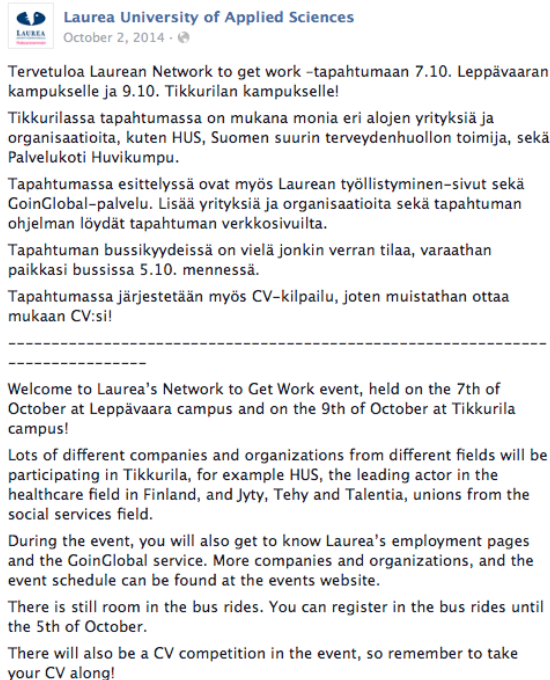 LAUREA
Laurea University of Applied Sciences
October 2, 2014 ·
Tervetuloa Laurean Network to get work -tapahtumaan 7.10. Leppävaaran
kampukselle ja 9.10. Tikkurilan kampukselle!
Tikkurilassa tapahtumassa on mukana monia eri alojen yrityksiä ja
organisaatioita, kuten HUS, Suomen suurin terveydenhuollon toimija, sekä
Palvelukoti Huvikumpu.
Tapahtumassa esittelyssä ovat myös Laurean työllistyminen-sivut sekä
GoinGlobal-palvelu. Lisää yrityksiä ja organisaatioita sekä tapahtuman
ohjelman löydät tapahtuman verkkosivuilta.
Tapahtuman bussikyydeissä on vielä jonkin verran tilaa, varaathan
paikkasi bussissa 5.10. mennessä.
Tapahtumassa järjestetään myös CV-kilpailu, joten muistathan ottaa
mukaan CV:si!
----------------------------------------------------------------
----------------
Welcome to Laurea's Network to Get Work event, held on the 7th of
October at Leppävaara campus and on the 9th of October at Tikkurila
campus!
Lots of different companies and organizations from different fields will be
participating in Tikkurila, for example HUS, the leading actor in the
healthcare field in Finland, and Jyty, Tehy and Talentia, unions from the
social services field.
During the event, you will also get to know Laurea's employment pages
and the GoinGlobal service. More companies and organizations, and the
event schedule can be found at the events website.
There is still room in the bus rides. You can register in the bus rides until
the 5th of October.
There will also be a CV competition in the event, so remember to take
your CV along!